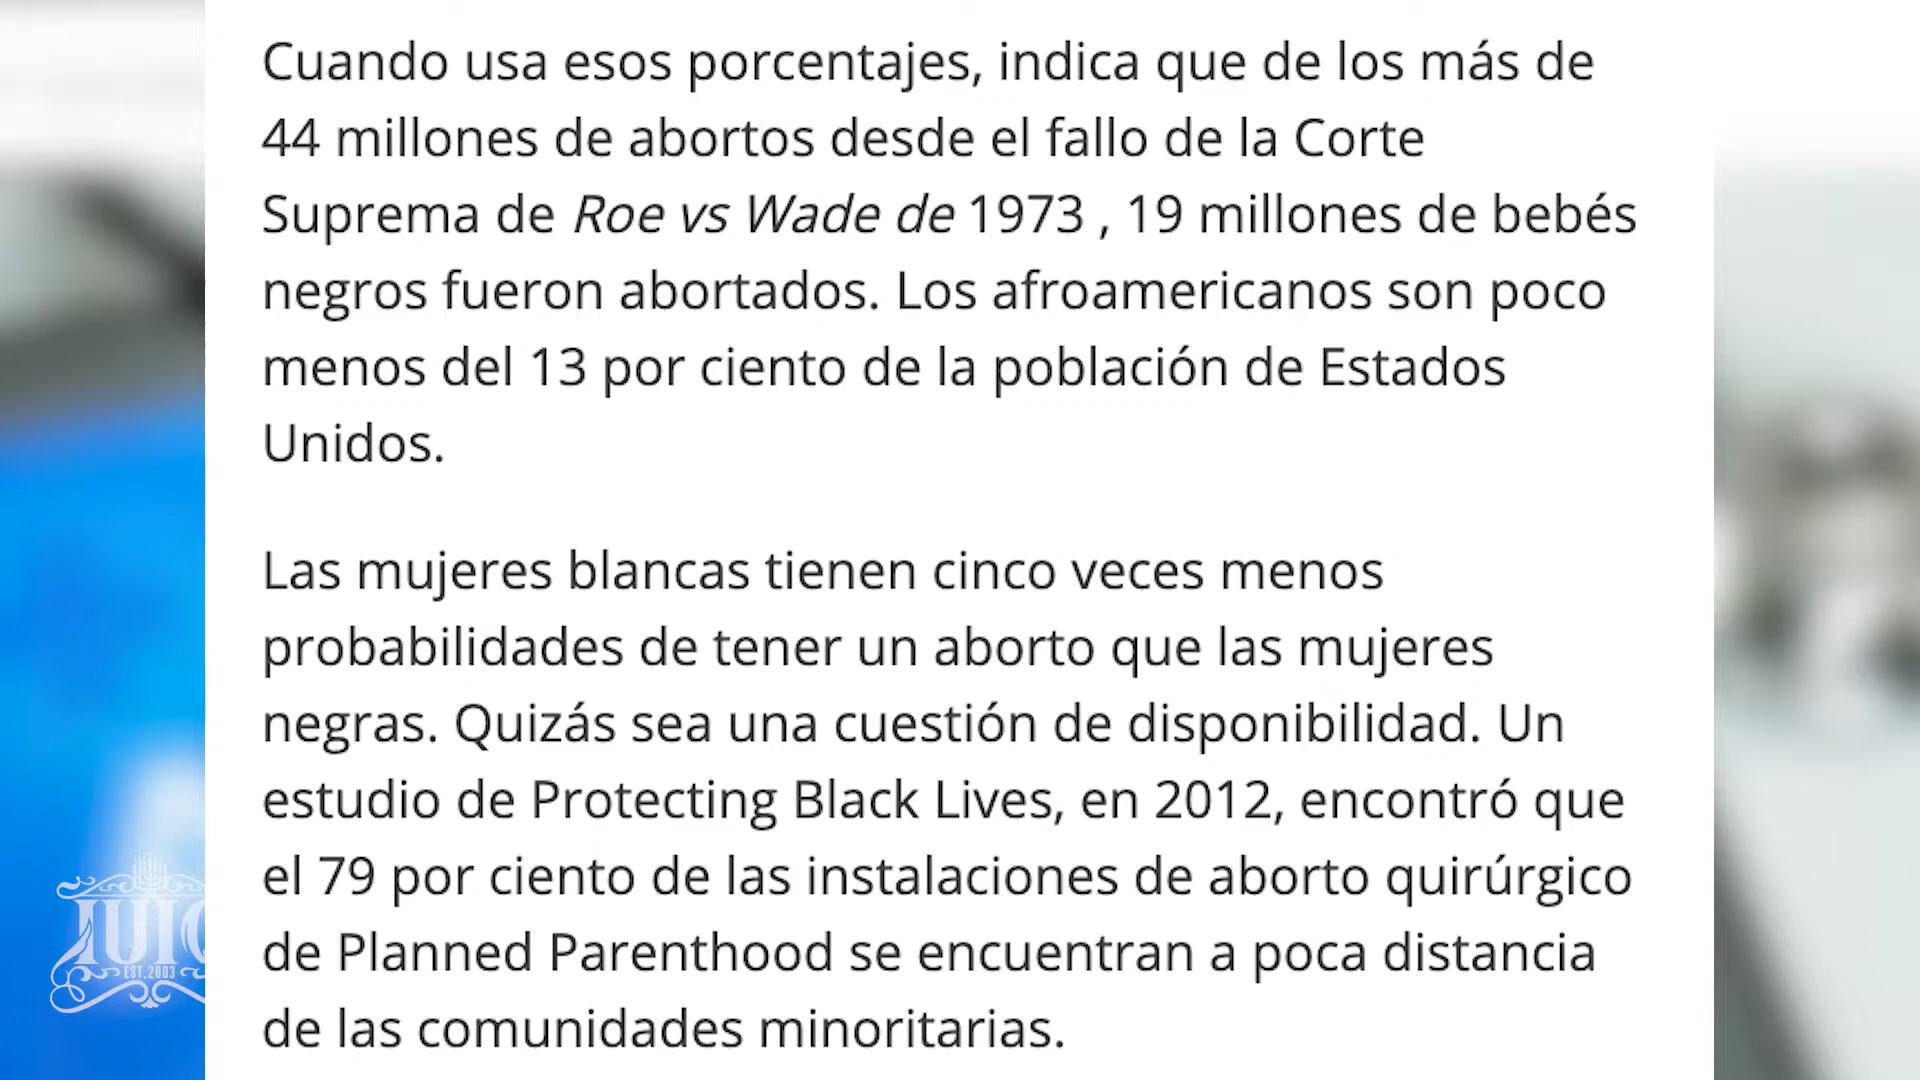 Cuando usa esos porcentajes, indica que de los más de
44 millones de abortos desde el fallo de la Corte
Suprema de Roe vs Wade de 1973 , 19 millones de bebés
negros fueron abortados. Los afroamericanos son poco
menos del 13 por ciento de la población de Estados
Unidos.
Las mujeres blancas tienen cinco veces menos
probabilidades de tener un aborto que las mujeres
negras. Quizás sea una cuestión de disponibilidad. Un
estudio de Protecting Black Lives, en 2012, encontró que
el 79 por ciento de las instalaciones de aborto quirúrgico
de Planned Parenthood se encuentran a poca distancia
de las comunidades minoritarias.
IUIC
EST. 2003